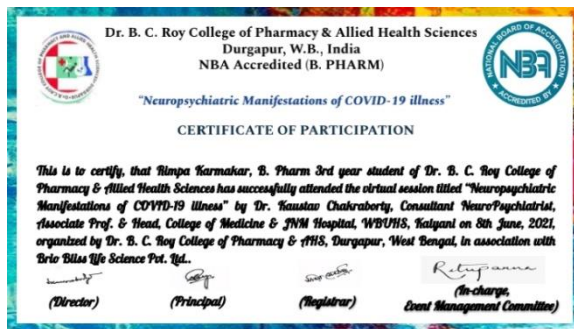 Dr. B. C. Roy College of Pharmacy & Allied Health Sciences
Durgapur, W.B., India
NBA Accredited (B. PHARM)
NATIONAL BOARD OF ACCREDITATION
NBA
ACCREDITED BY
"Neuropsychiatric Manifestations of COVID-19 illness"
CERTIFICATE OF PARTICIPATION
This is to certify, that Rimpa Karmakar, B. Pharm 3rd year student of Dr. B. C. Roy College of
Pharmacy & Allied Health Sciences has successfully attended the virtual session titled "Neuropsychiatric
Manifestations of COVID-19 illness" by Dr. Kaustav Chakraborty, Consultant NeuroPsychiatrist,
Associate Prof. & Head, College of Medicine & JNM Hospital, WBUHS, Kalyani on 8th June, 2021,
organized by Dr. B. C. Roy College of Pharmacy & AHS, Durgapur, West Bengal, in association with
Brio Bliss Life Science Pvt. Ltd..
Rituparna
(Director) (Principal) (Registrar) (In-charge,
Event Management Committee)